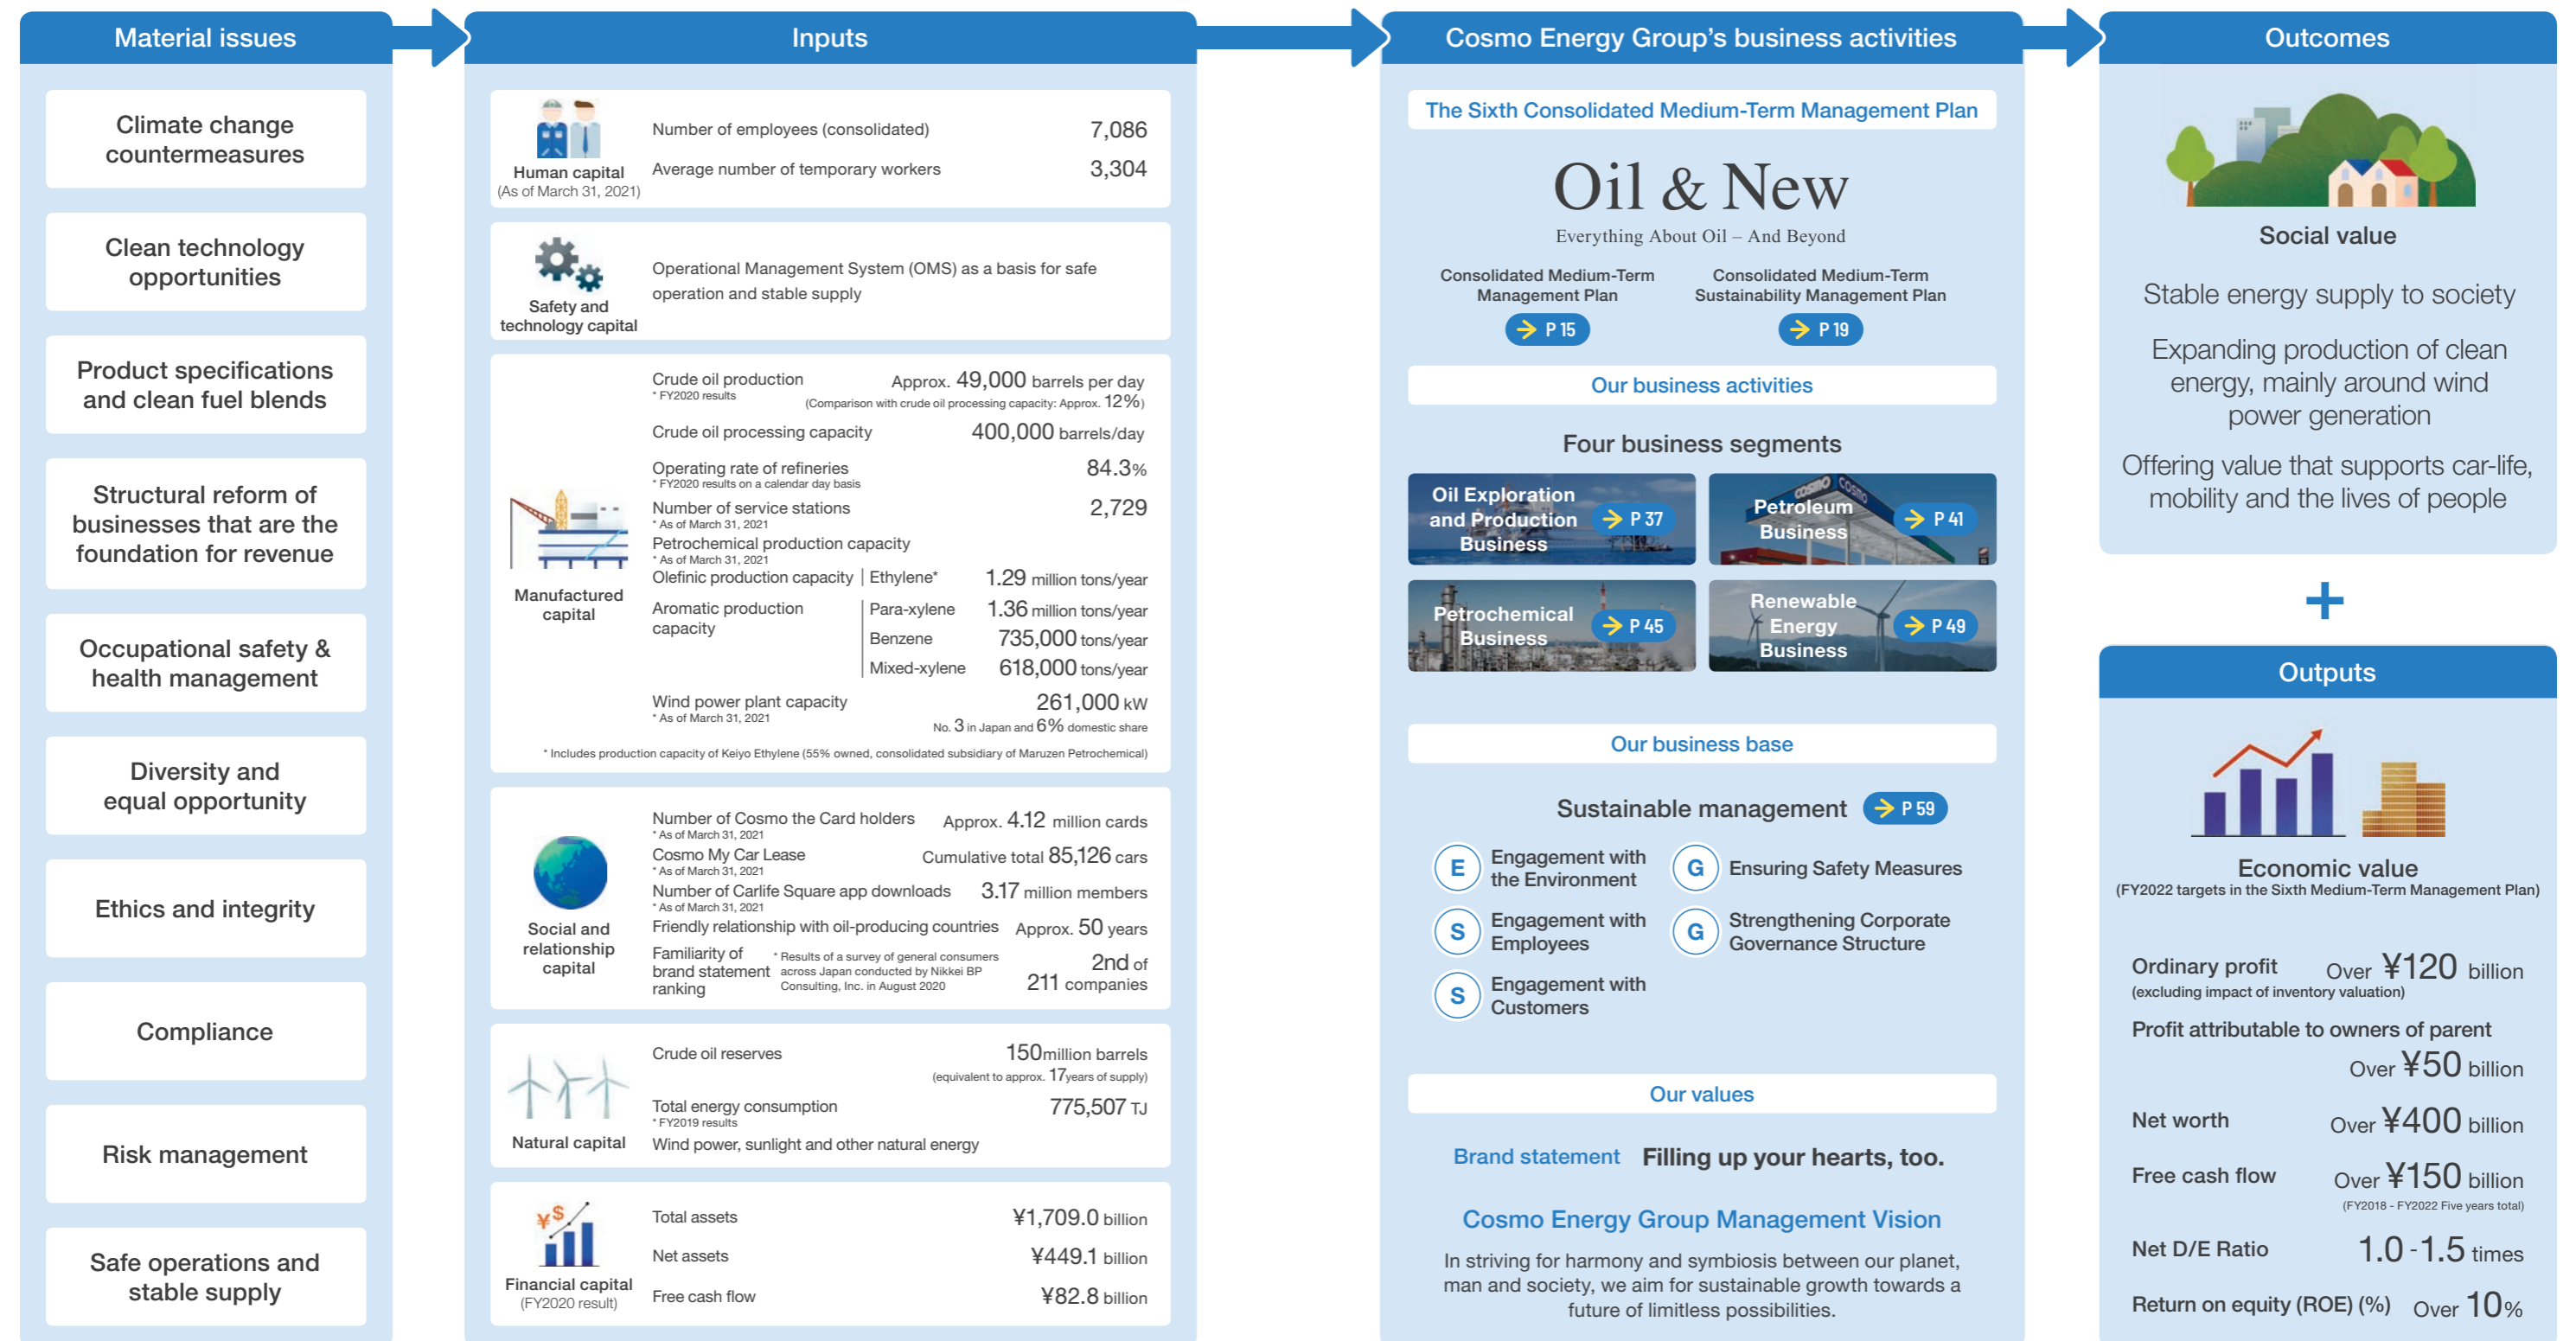 Material issues
Climate change
countermeasures
Clean technology
opportunities
Product specifications
and clean fuel blends
Structural reform of
businesses that are the
foundation for revenue
Occupational safety &
health management
Diversity and
equal opportunity
Ethics and integrity
Compliance
Risk management
Safe operations and
stable supply
Inputs
Human capital
(As of March 31, 2021)
Number of employees (consolidated) 7,086
Average number of temporary workers 3,304
Safety and
technology capital
Operational Management System (OMS) as a basis for safe
operation and stable supply
Manufactured
capital
Crude oil production Approx. 49,000 barrels per day
* FY2020 results (Comparison with crude oil processing capacity: Approx. 12%)
Crude oil processing capacity 400,000 barrels/day
Operating rate of refineries 84.3%
* FY2020 results on a calendar day basis
Number of service stations 2,729
* As of March 31, 2021
Petrochemical production capacity
* As of March 31, 2021
Olefinic production capacity Ethylene* 1.29 million tons/year
Aromatic production
capacity
Para-xylene 1.36 million tons/year
Benzene 735,000 tons/year
Mixed-xylene 618,000 tons/year
Wind power plant capacity 261,000 kW
* As of March 31, 2021
No. 3 in Japan and 6% domestic share
* Includes production capacity of Keiyo Ethylene (55% owned, consolidated subsidiary of Maruzen Petrochemical)
Social and
relationship
capital
Number of Cosmo the Card holders Approx. 4.12 million cards
* As of March 31, 2021
Cosmo My Car Lease Cumulative total 85,126 cars
* As of March 31, 2021
Number of Carlife Square app downloads 3.17 million members
* As of March 31, 2021
Friendly relationship with oil-producing countries Approx. 50 years
Familiarity of
brand statement
ranking
* Results of a survey of general consumers
across Japan conducted by Nikkei BP
Consulting, Inc. in August 2020
2nd of
211 companies
Natural capital
Crude oil reserves 150million barrels
(equivalent to approx. 17years of supply)
Total energy consumption 775,507 TJ
* FY2019 results
Wind power, sunlight and other natural energy
¥$
Financial capital
(FY2020 result)
Total assets ¥1,709.0 billion
Net assets ¥449.1 billion
Free cash flow ¥82.8 billion
Cosmo Energy Group's business activities
The Sixth Consolidated Medium-Term Management Plan
Oil & New
Everything About Oil – And Beyond
Consolidated Medium-Term
Management Plan
P 15
Consolidated Medium-Term
Sustainability Management Plan
P 19
Our business activities
Four business segments
Oil Exploration
and Production
Business
P 37
COSMO COSMO
Petroleum
Business
P 41
Petrochemical
Business
P 45
Renewable
Energy
Business
P 49
Our business base
Sustainable management P 59
E Engagement with
the Environment
G Ensuring Safety Measures
S Engagement with
Employees
G Strengthening Corporate
Governance Structure
S Engagement with
Customers
Our values
Brand statement Filling up your hearts, too.
Cosmo Energy Group Management Vision
In striving for harmony and symbiosis between our planet,
man and society, we aim for sustainable growth towards a
future of limitless possibilities.
Outcomes
Social value
Stable energy supply to society
Expanding production of clean
energy, mainly around wind
power generation
Offering value that supports car-life,
mobility and the lives of people
+
Outputs
Economic value
(FY2022 targets in the Sixth Medium-Term Management Plan)
Ordinary profit Over ¥120 billion
(excluding impact of inventory valuation)
Profit attributable to owners of parent
Over ¥50 billion
Net worth Over ¥400 billion
Free cash flow Over ¥150 billion
(FY2018 - FY2022 Five years total)
Net D/E Ratio 1.0 - 1.5 times
Return on equity (ROE) (%) Over 10%